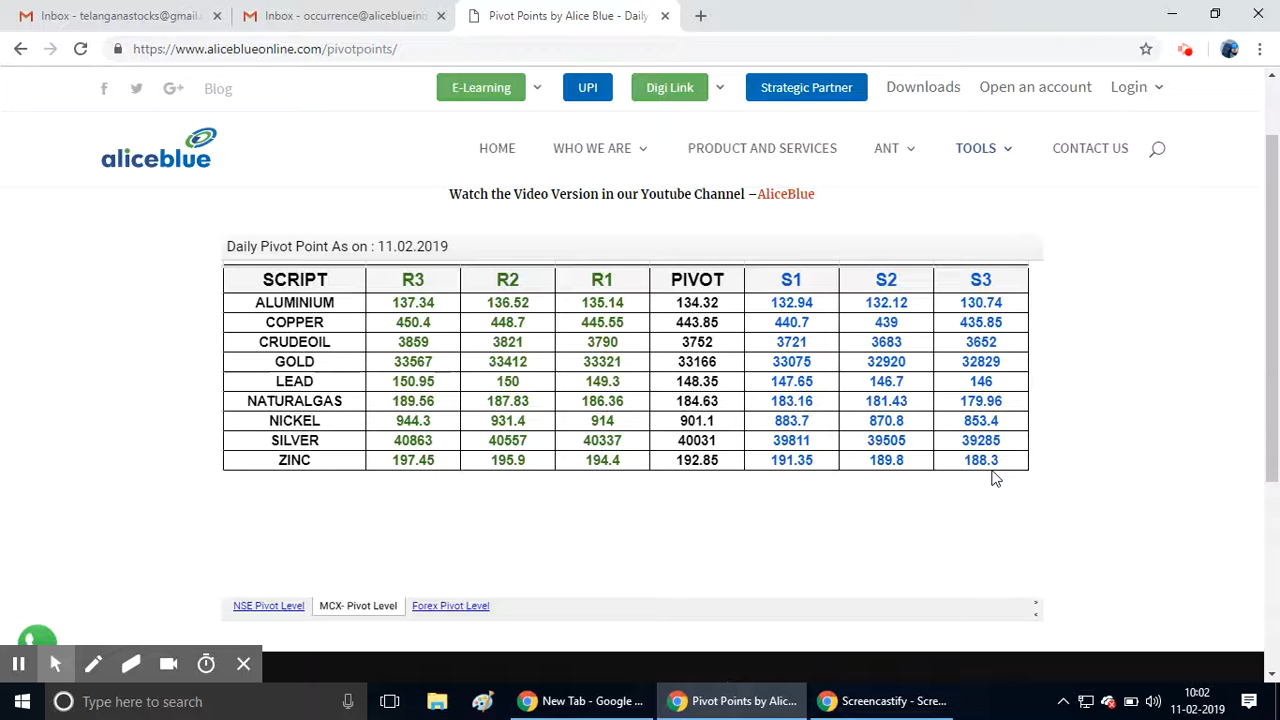 Inbox - telanganastocks@gmail.
Inbox - occurrence@aliceblueind
Pivot Points by Alice Blue - Daily
https://www.aliceblueonline.com/pivotpoints/
Blog
E-Learning
UPI
Digi Link
Strategic Partner
Downloads
Open an account
Login
aliceblue
HOME
WHO WE ARE
PRODUCT AND SERVICES
ANT
TOOLS
CONTACT US
Watch the Video Version in our Youtube Channel –AliceBlue
Daily Pivot Point As on : 11.02.2019
SCRIPT R3 R2 R1 PIVOT S1 S2 S3
ALUMINIUM 137.34 136.52 135.14 134.32 132.94 132.12 130.74
COPPER 450.4 448.7 445.55 443.85 440.7 439 435.85
CRUDEOIL 3859 3821 3790 3752 3721 3683 3652
GOLD 33567 33412 33321 33166 33075 32920 32829
LEAD 150.95 150 149.3 148.35 147.65 146.7 146
NATURALGAS 189.56 187.83 186.36 184.63 183.16 181.43 179.96
NICKEL 944.3 931.4 914 901.1 883.7 870.8 853.4
SILVER 40863 40557 40337 40031 39811 39505 39285
ZINC 197.45 195.9 194.4 192.85 191.35 189.8 188.3
NSE Pivot Level
MCX- Pivot Level
Forex Pivot Level
Type here to search
New Tab - Google ...
Pivot Points by Alic...
Screencastify - Scre...
10:02
11-02-2019